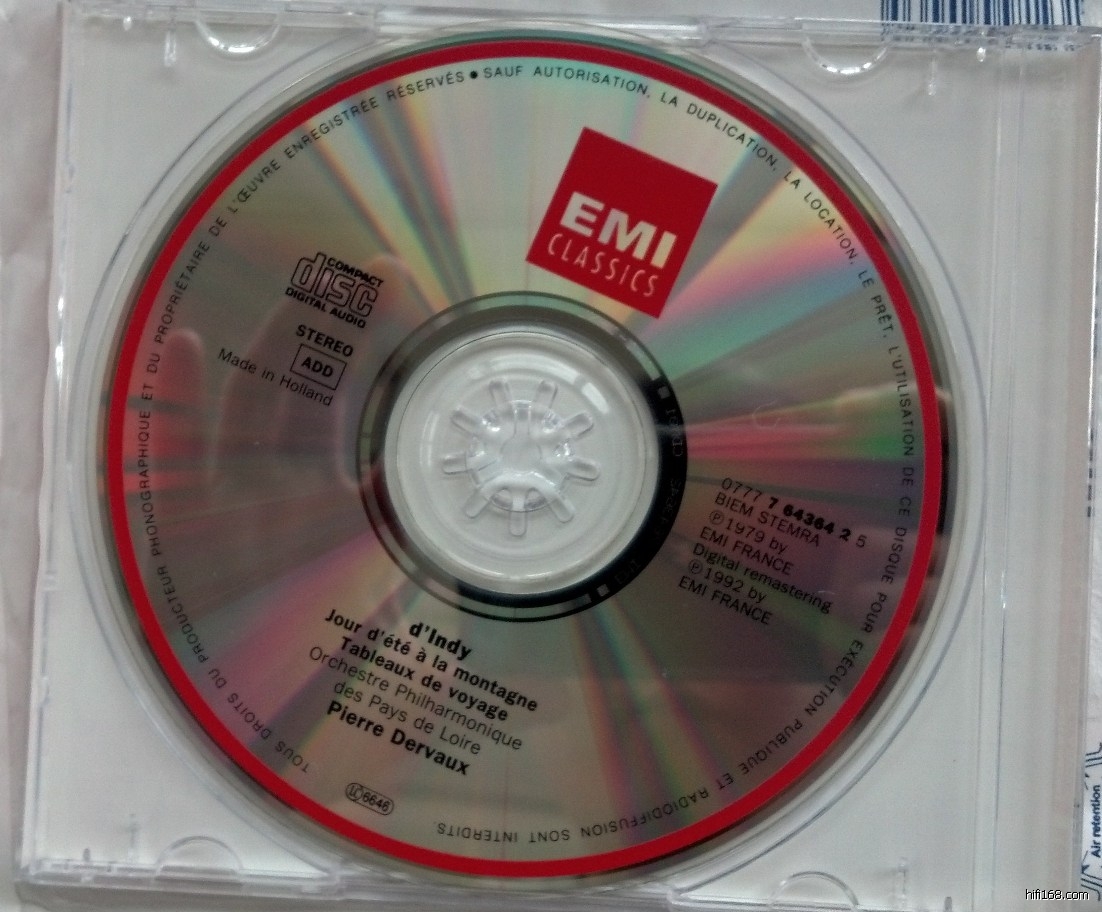 TOUS DROITS DU PRODUCTEUR PHONOGRAPHIQUE ET DU PROPRIÉTAIRE DE L'ŒUVRE ENREGISTRÉE RÉSERVÉS ● SAUF AUTORISATION, LA DUPLICATION, LA LOCATION, LE PRÊT, L'UTILISATION DE CE DISQUE POUR EXÉCUTION PUBLIQUE ET RADIODIFFUSION SONT INTERDITS.
EMI
CLASSICS
COMPACT
disc
DIGITAL AUDIO
STEREO
ADD
Made in Holland
0777 7 64364 2 5
BIEM STEMRA
℗1979 by
EMI FRANCE
Digital remastering
℗1992 by
EMI FRANCE
d'Indy
Jour d'été à la montagne
Tableaux de voyage
Orchestre Philharmonique
des Pays de Loire
Pierre Dervaux
LC 6646
Air retention
hifi168.com